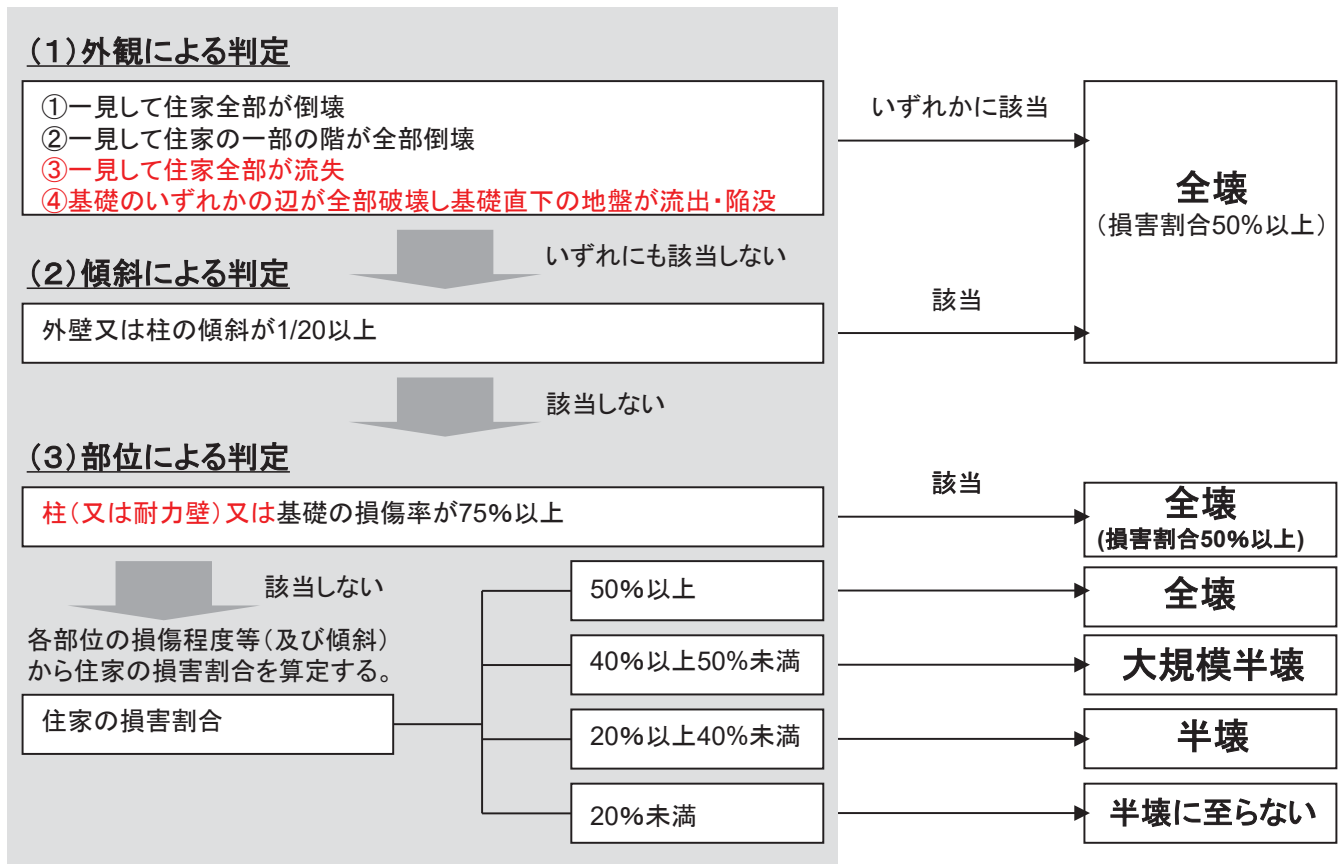 （１）外観による判定
①一見して住家全部が倒壊
②一見して住家の一部の階が全部倒壊
③一見して住家全部が流失
④基礎のいずれかの辺が全部破壊し基礎直下の地盤が流出・陥没
いずれかに該当
全壊
（損害割合50%以上）
いずれにも該当しない
（２）傾斜による判定
外壁又は柱の傾斜が1/20以上
該当
該当しない
（３）部位による判定
柱（又は耐力壁）又は基礎の損傷率が75%以上
該当
全壊
(損害割合50%以上)
該当しない
各部位の損傷程度等（及び傾斜）
から住家の損害割合を算定する。
住家の損害割合
50%以上
全壊
40%以上50%未満
大規模半壊
20%以上40%未満
半壊
20%未満
半壊に至らない